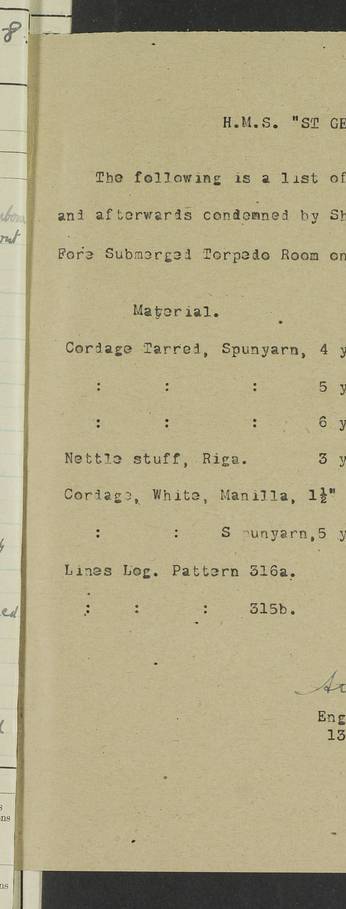 8
H.M.S. "ST GE
The following is a list of
and afterwards condemned by Sh
Fore Submerged Torpedo Room on
Material.
Cordage Tarred, Spunyarn, 4 y
: : : 5 y
: : : 6 y
Nettle stuff, Riga. 3 y
Cordage, White, Manilla, 1½"
: : S unyarn,5 y
Lines Log. Pattern 316a.
: : : 315b.
Eng
13